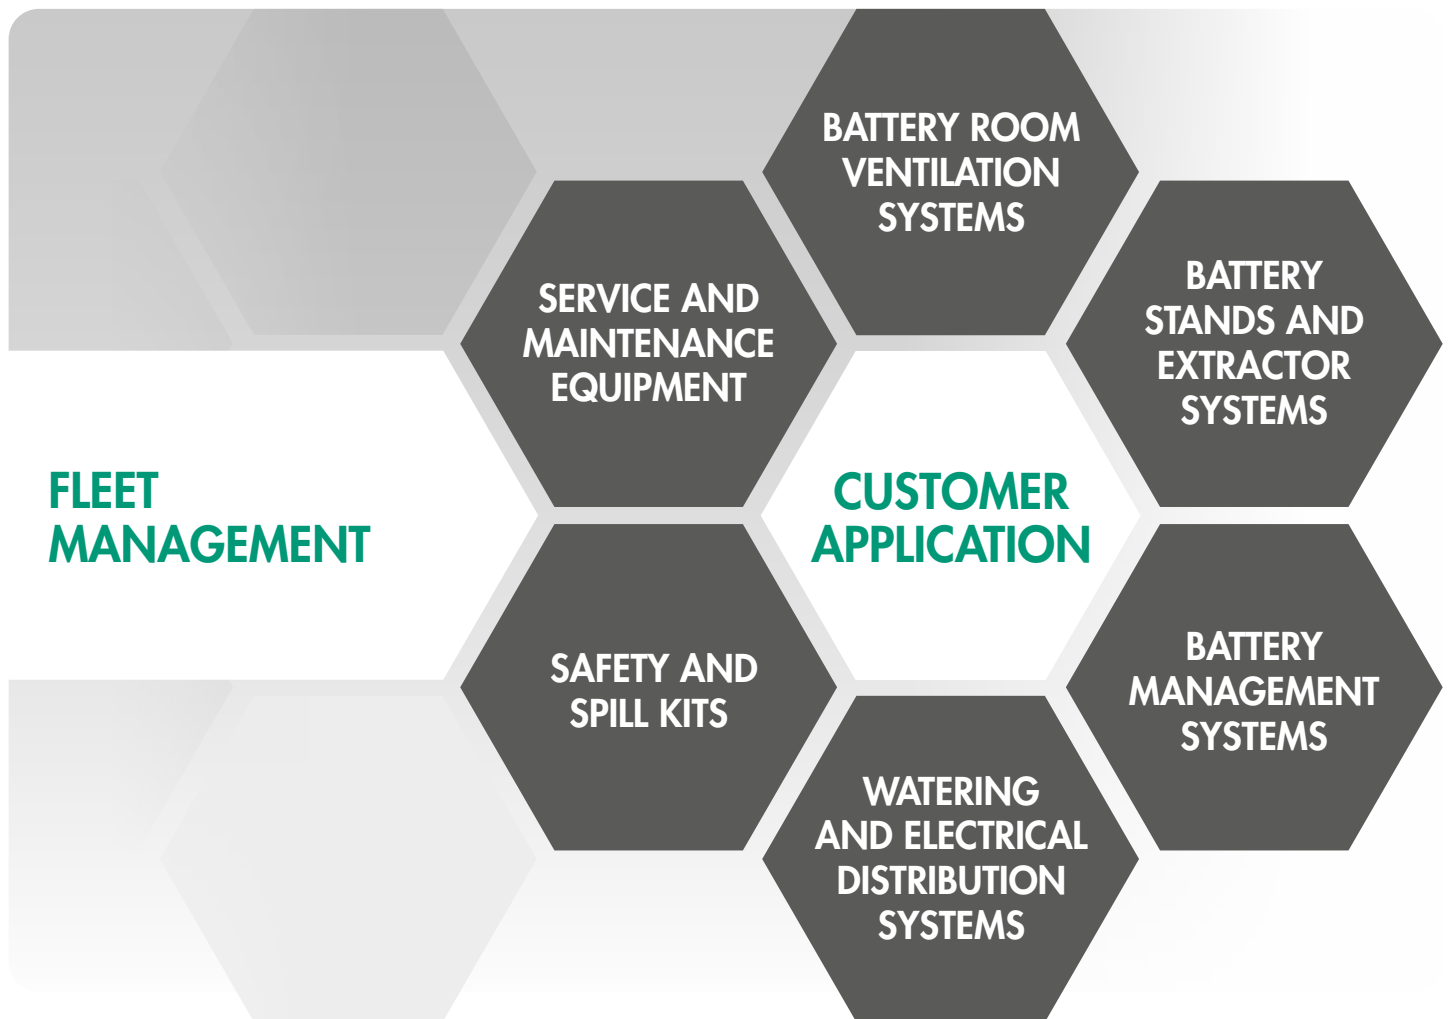 BATTERY ROOM
VENTILATION
SYSTEMS
SERVICE AND
MAINTENANCE
EQUIPMENT
BATTERY
STANDS AND
EXTRACTOR
SYSTEMS
FLEET
MANAGEMENT
CUSTOMER
APPLICATION
SAFETY AND
SPILL KITS
BATTERY
MANAGEMENT
SYSTEMS
WATERING
AND ELECTRICAL
DISTRIBUTION
SYSTEMS